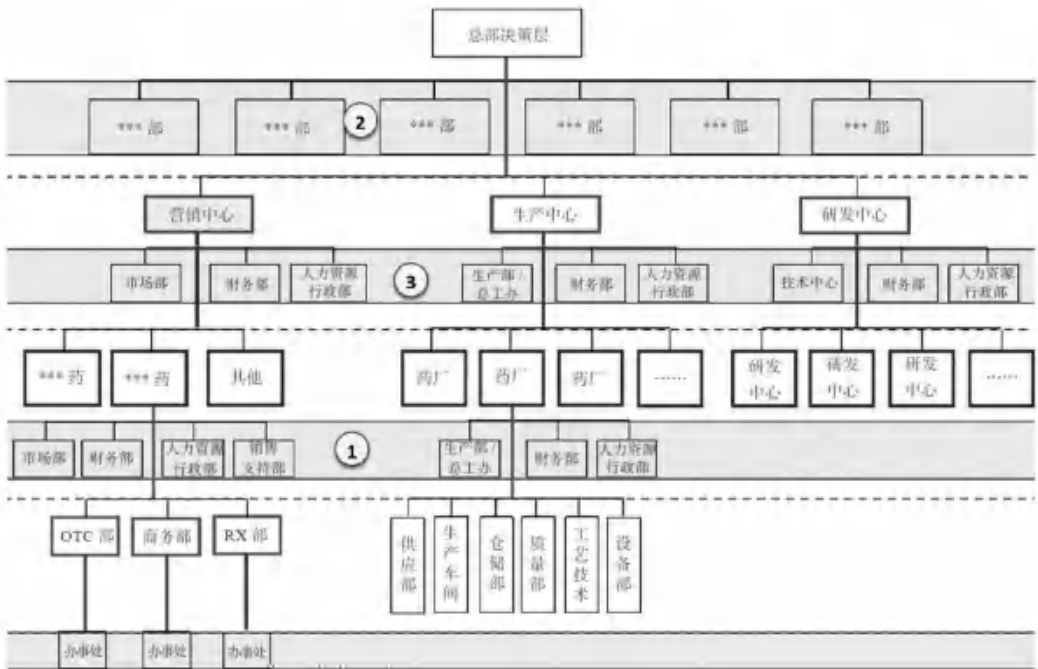 总部决策层
*** 部
*** 部
2
*** 部
*** 部
*** 部
*** 部
营销中心
生产中心
研发中心
市场部
财务部
人力资源
行政部
3
生产部 /
总工办
财务部
人力资源
行政部
技术中心
财务部
人力资源
行政部
*** 药
*** 药
其他
药厂
药厂
药厂
……
研发
中心
研发
中心
研发
中心
……
市场部
财务部
人力资源
行政部
销售
支持部
1
生产部 /
总工办
财务部
人力资源
行政部
OTC 部
商务部
RX 部
供应部
生产车间
仓储部
质量部
工艺技术
设备部
办事处
办事处
办事处